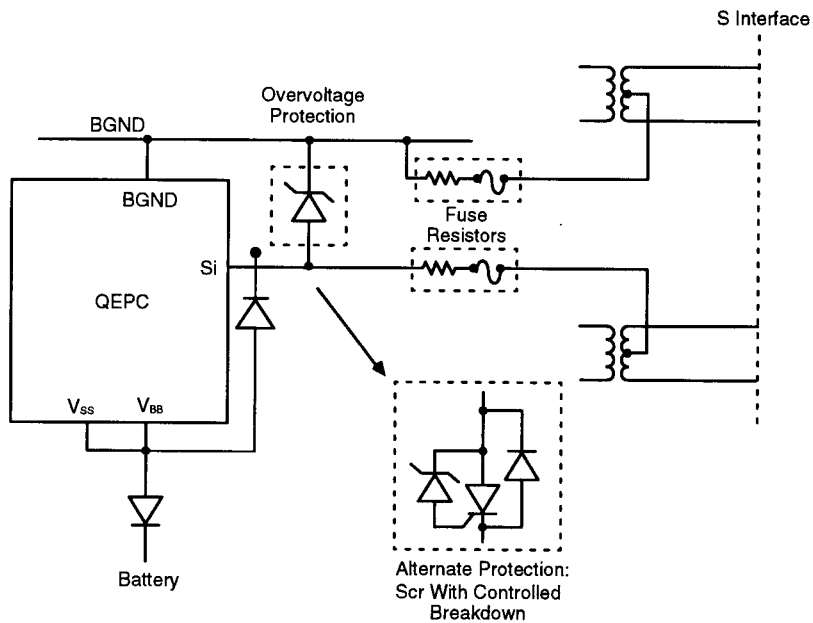 S Interface
Overvoltage
Protection
BGND
BGND
Fuse
Resistors
Si
QEPC
VSS
VBB
Battery
Alternate Protection:
Scr With Controlled
Breakdown